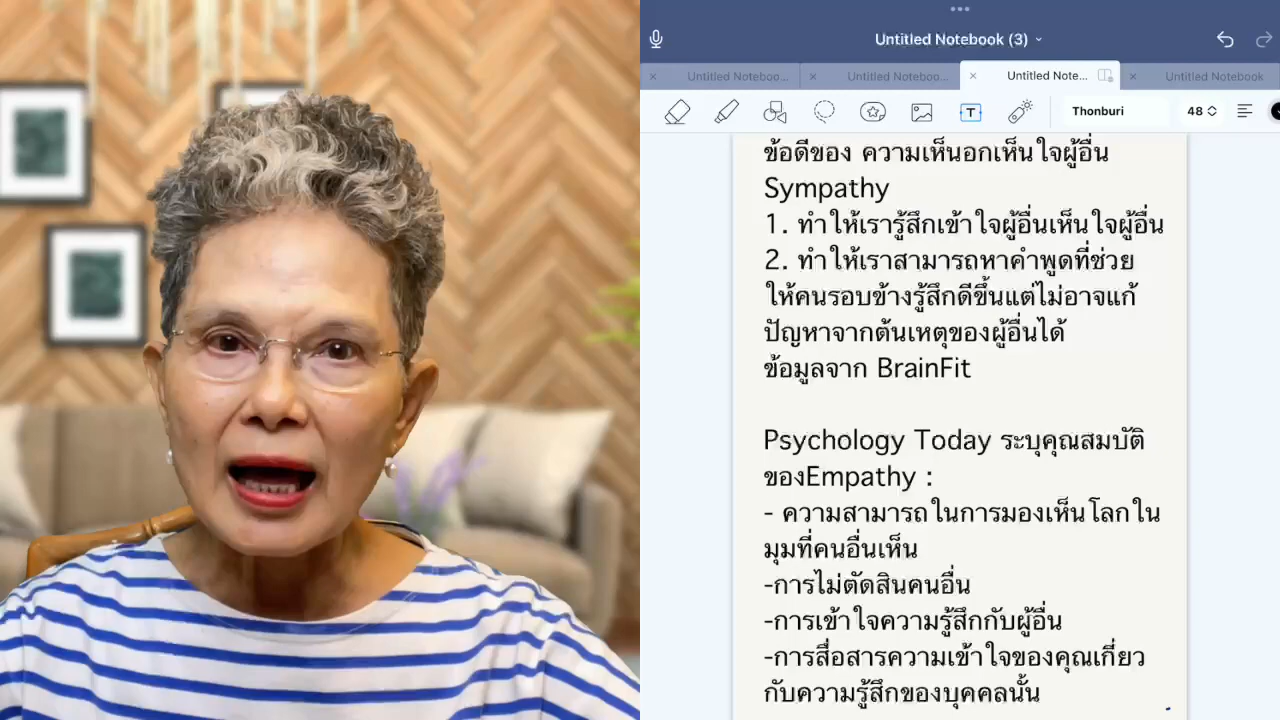 Untitled Notebook (3)
Untitled Noteboo...
Untitled Noteboo...
Untitled Note...
Untitled Notebook
T
Thonburi
48
ข้อดีของ ความเห็นอกเห็นใจผู้อื่น
Sympathy
1. ทำให้เรารู้สึกเข้าใจผู้อื่นเห็นใจผู้อื่น
2. ทำให้เราสามารถหาคำพูดที่ช่วย
ให้คนรอบข้างรู้สึกดีขึ้นแต่ไม่อาจแก้
ปัญหาจากต้นเหตุของผู้อื่นได้
ข้อมูลจาก BrainFit
Psychology Today ระบุคุณสมบัติ
ของEmpathy :
- ความสามารถในการมองเห็นโลกใน
มุมที่คนอื่นเห็น
-การไม่ตัดสินคนอื่น
-การเข้าใจความรู้สึกกับผู้อื่น
-การสื่อสารความเข้าใจของคุณเกี่ยว
กับความรู้สึกของบุคคลนั้น